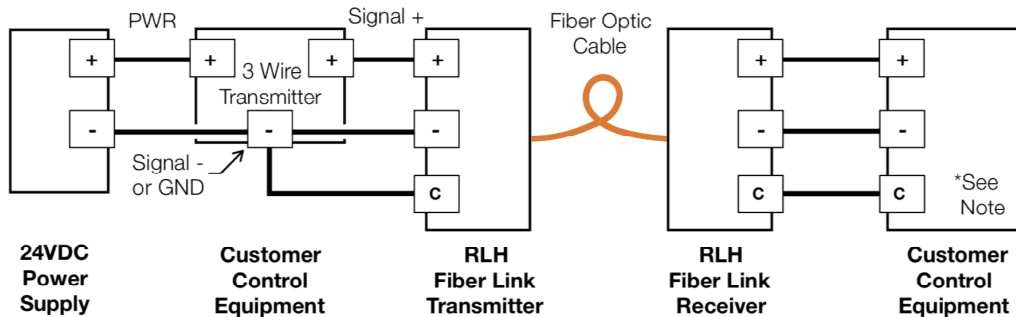 PWR
Signal +
Fiber Optic
Cable
+
+
+
+
+
+
3 Wire
Transmitter
-
-
-
-
-
Signal -
or GND
C
C
C
*See
Note
24VDC
Power
Supply
Customer
Control
Equipment
RLH
Fiber Link
Transmitter
RLH
Fiber Link
Receiver
Customer
Control
Equipment